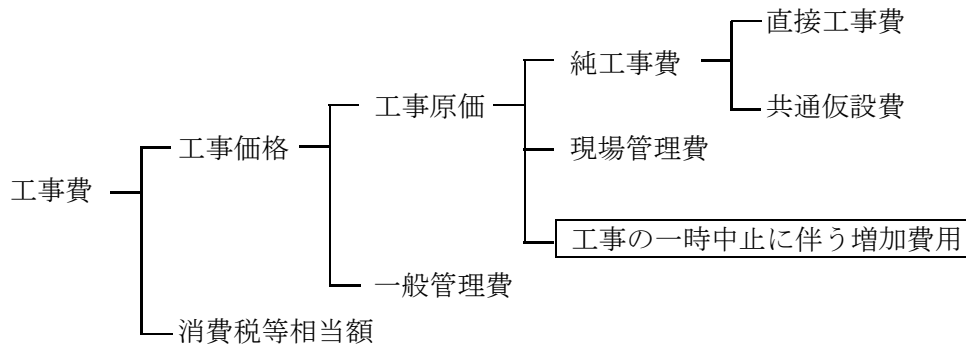 直接工事費
純工事費
工事原価
共通仮設費
工事価格
現場管理費
工事費
工事の一時中止に伴う増加費用
一般管理費
消費税等相当額